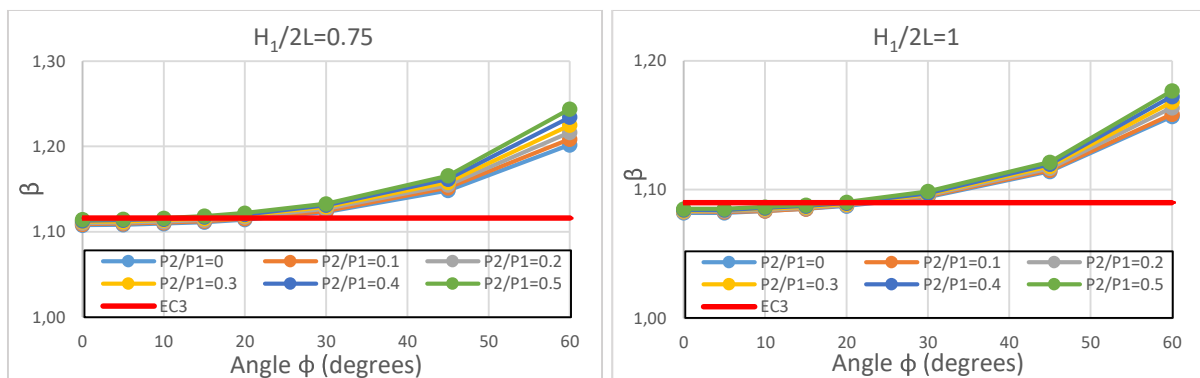 H₁/2L=0.75
1,30
1,20
1,10
1,00
β
P2/P1=0 P2/P1=0.1 P2/P1=0.2
P2/P1=0.3 P2/P1=0.4 P2/P1=0.5
EC3
0 10 20 30 40 50 60
Angle ϕ (degrees)
H₁/2L=1
1,20
1,10
1,00
β
P2/P1=0 P2/P1=0.1 P2/P1=0.2
P2/P1=0.3 P2/P1=0.4 P2/P1=0.5
EC3
0 10 20 30 40 50 60
Angle ϕ (degrees)